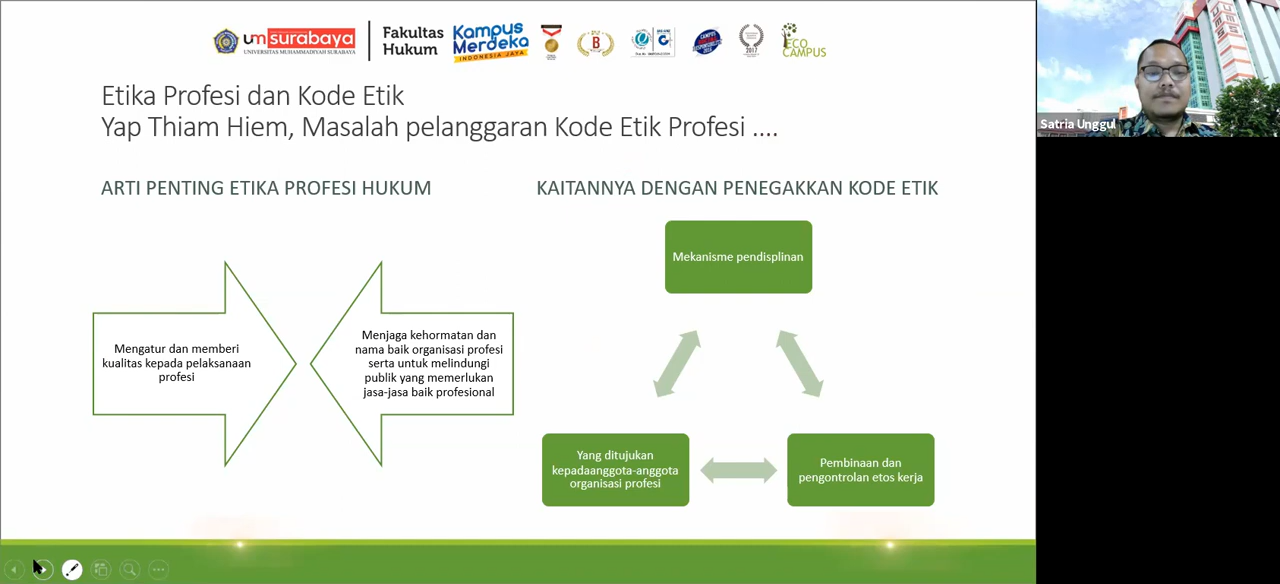 um surabaya
UNIVERSITAS MUHAMMADIYAH SURABAYA
Fakultas
Hukum
Kampus
Merdeka
INDONESIA JAYA
B
2017
ECO
CAMPUS
Etika Profesi dan Kode Etik
Yap Thiam Hiem, Masalah pelanggaran Kode Etik Profesi ....
ARTI PENTING ETIKA PROFESI HUKUM
Mengatur dan memberi
kualitas kepada pelaksanaan
profesi
Menjaga kehormatan dan
nama baik organisasi profesi
serta untuk melindungi
publik yang memerlukan
jasa-jasa baik profesional
KAITANNYA DENGAN PENEGAKKAN KODE ETIK
Mekanisme pendisplinan
Yang ditujukan
kepadaanggota-anggota
organisasi profesi
Pembinaan dan
pengontrolan etos kerja
Satria Unggul